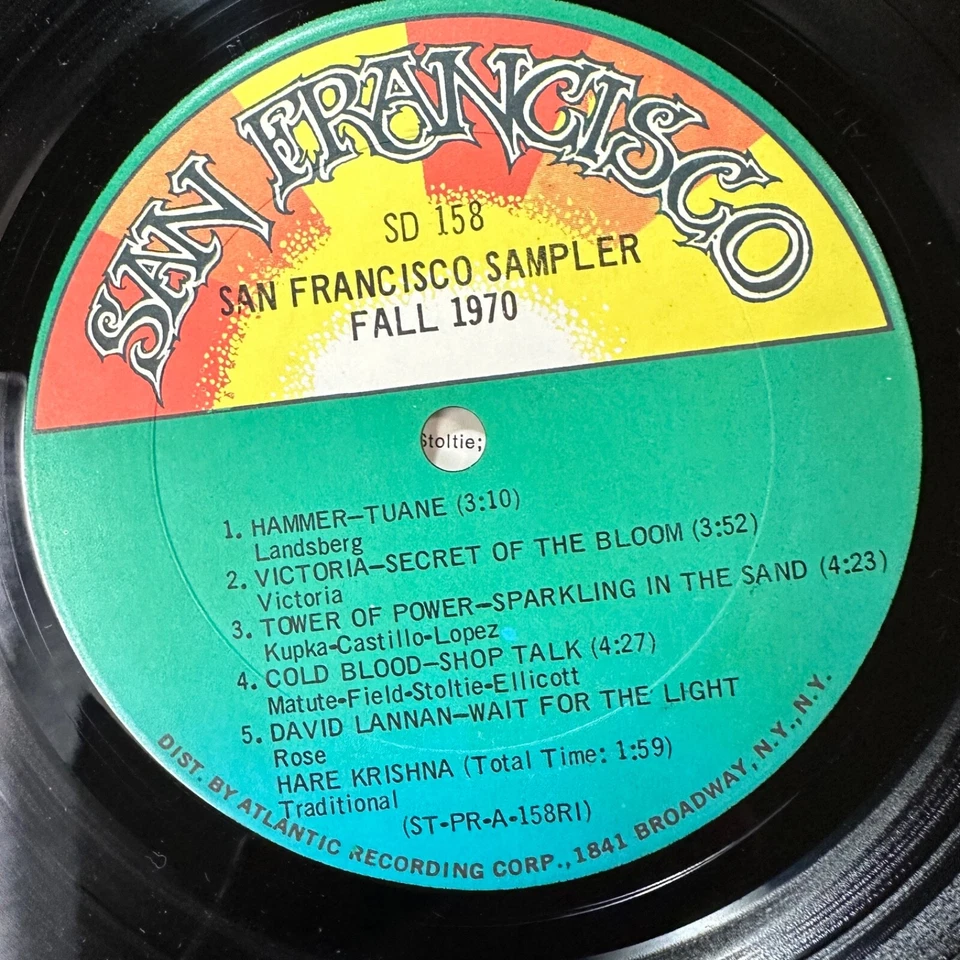 SAN FRANCISCO
SD 158
SAN FRANCISCO SAMPLER
FALL 1970
Stoltie;
1. HAMMER—TUANE (3:10)
Landsberg
2. VICTORIA—SECRET OF THE BLOOM (3:52)
Victoria
3. TOWER OF POWER—SPARKLING IN THE SAND (4:23)
Kupka-Castillo-Lopez
4. COLD BLOOD—SHOP TALK (4:27)
Matute-Field-Stoltie-Ellicott
5. DAVID LANNAN—WAIT FOR THE LIGHT
Rose
HARE KRISHNA (Total Time: 1:59)
Traditional
(ST-PR-A-158RI)
DIST. BY ATLANTIC RECORDING CORP., 1841 BROADWAY, N.Y., N.Y.